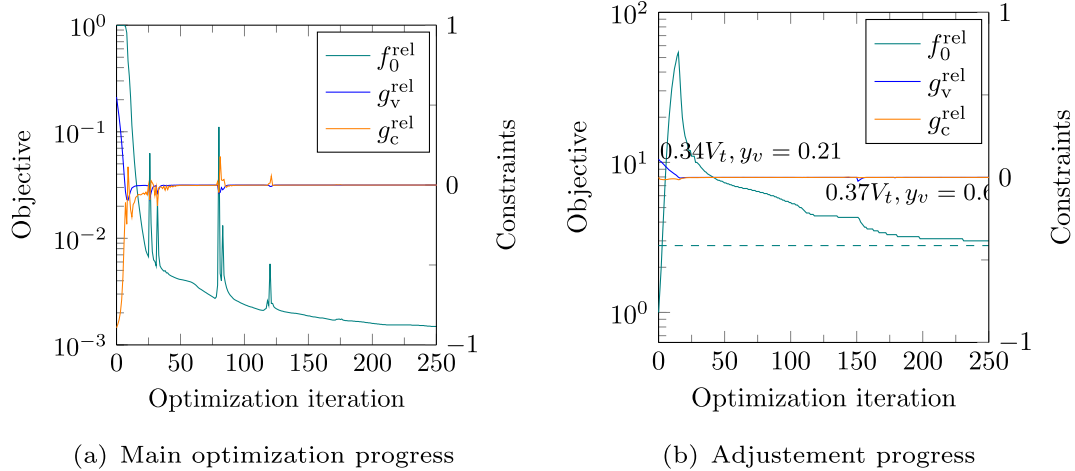 10^0
10^−1
10^−2
10^−3
Objective
0 50 100 150 200 250
Optimization iteration
1
0
−1
Constraints
f_0^rel
g_v^rel
g_c^rel
(a) Main optimization progress
10^2
10^1
10^0
Objective
0 50 100 150 200 250
Optimization iteration
1
0
−1
Constraints
f_0^rel
g_v^rel
g_c^rel
0.34V_t, y_v = 0.21
0.37V_t, y_v = 0.6
(b) Adjustement progress